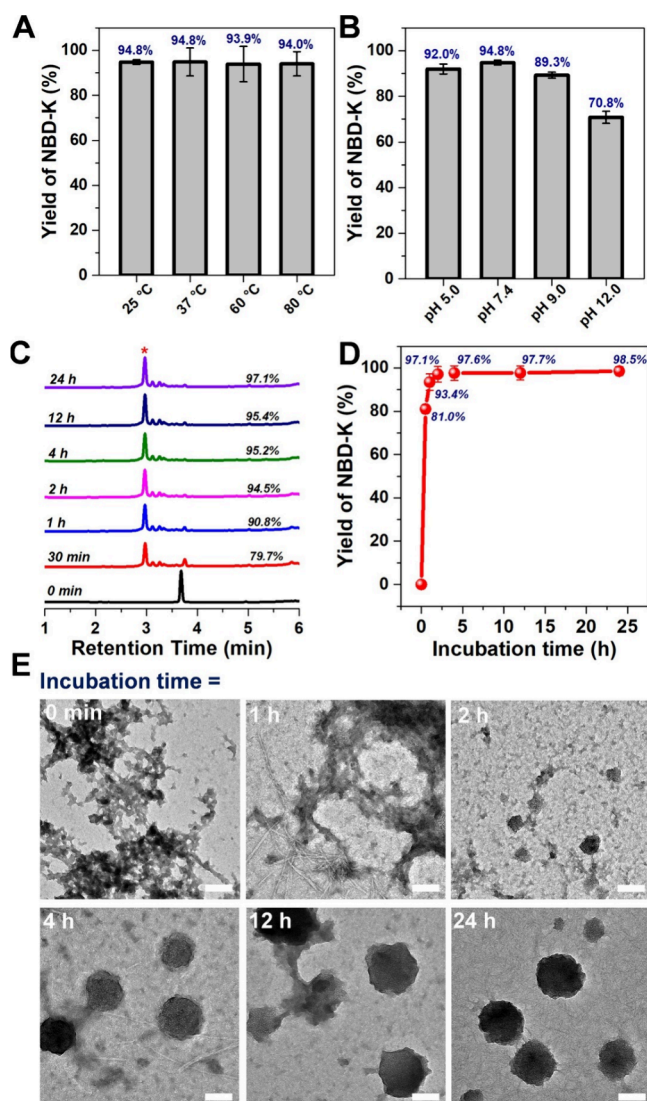 A
Yield of NBD-K (%)
100
80
60
40
20
0
94.8%
94.8%
93.9%
94.0%
25 °C
37 °C
60 °C
80 °C
B
Yield of NBD-K (%)
100
80
60
40
20
0
92.0%
94.8%
89.3%
70.8%
pH 5.0
pH 7.4
pH 9.0
pH 12.0
C
*
24 h 97.1%
12 h 95.4%
4 h 95.2%
2 h 94.5%
1 h 90.8%
30 min 79.7%
0 min
1 2 3 4 5 6
Retention Time (min)
D
Yield of NBD-K (%)
100
80
60
40
20
0
97.1% 97.6% 97.7% 98.5%
93.4%
81.0%
0 5 10 15 20 25
Incubation time (h)
E
Incubation time =
0 min
1 h
2 h
4 h
12 h
24 h